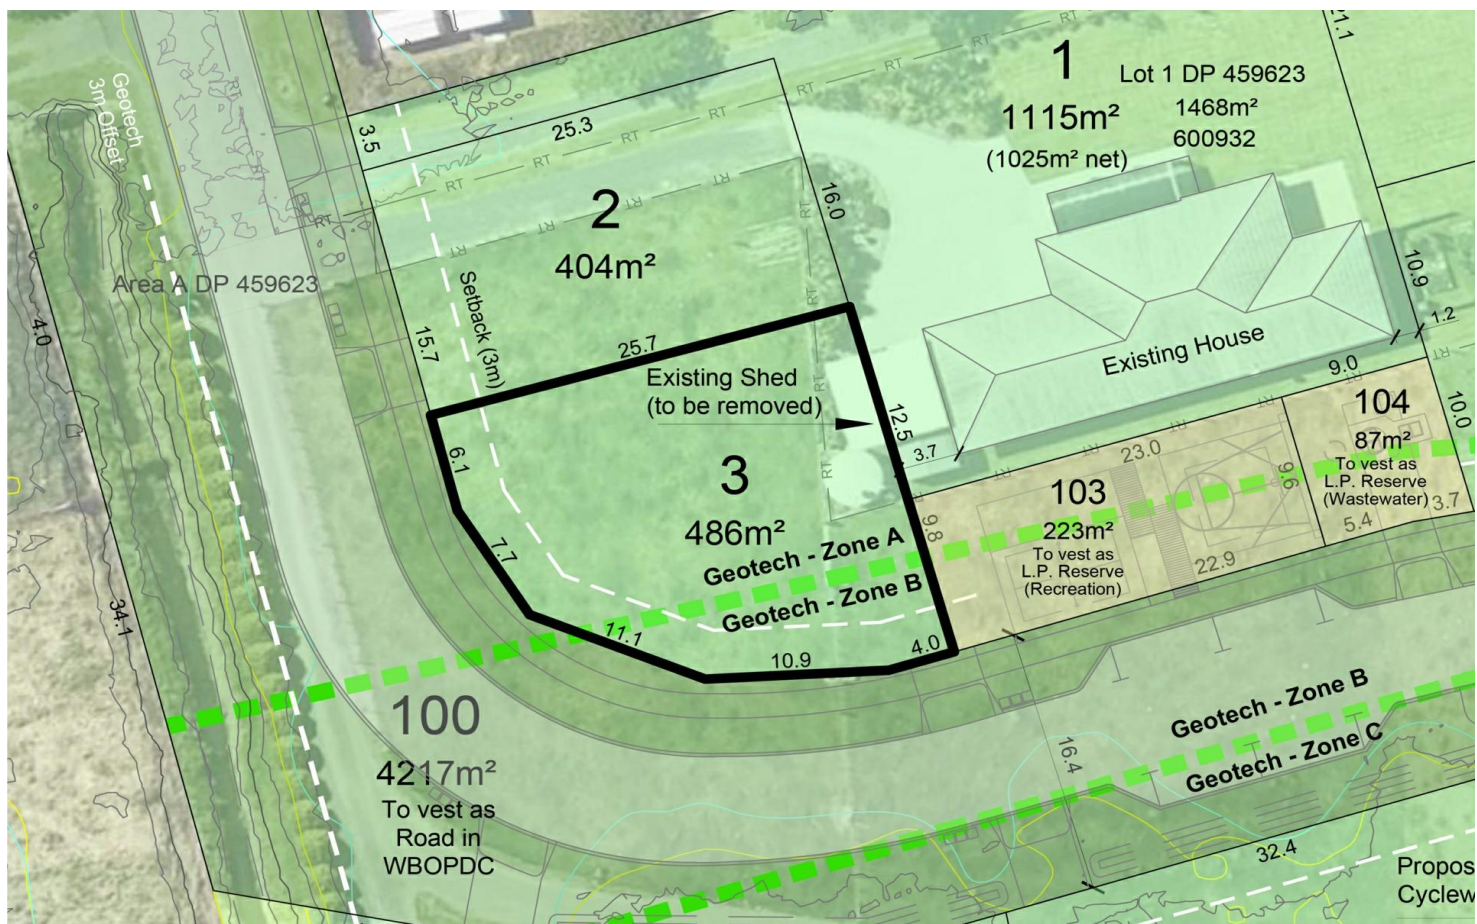 Geotech
3m Offset
3.5
25.3
RT
1
Lot 1 DP 459623
1115m²
1468m²
(1025m² net)
600932
21.1
2
404m²
16.0
Area A DP 459623
4.0
15.7
Setback (3m)
25.7
Existing Shed
(to be removed)
Existing House
10.9
1.2
9.0
12.5
3.7
6.1
3
486m²
7.7
Geotech - Zone A
Geotech - Zone B
11.1
10.9
4.0
9.8
23.0
103
223m²
To vest as
L.P. Reserve
(Recreation)
22.9
9.6
104
87m²
To vest as
L.P. Reserve
(Wastewater)
10.0
5.4
3.7
34.1
100
4217m²
To vest as
Road in
WBOPDC
16.4
Geotech - Zone B
Geotech - Zone C
32.4
Propos
Cyclew